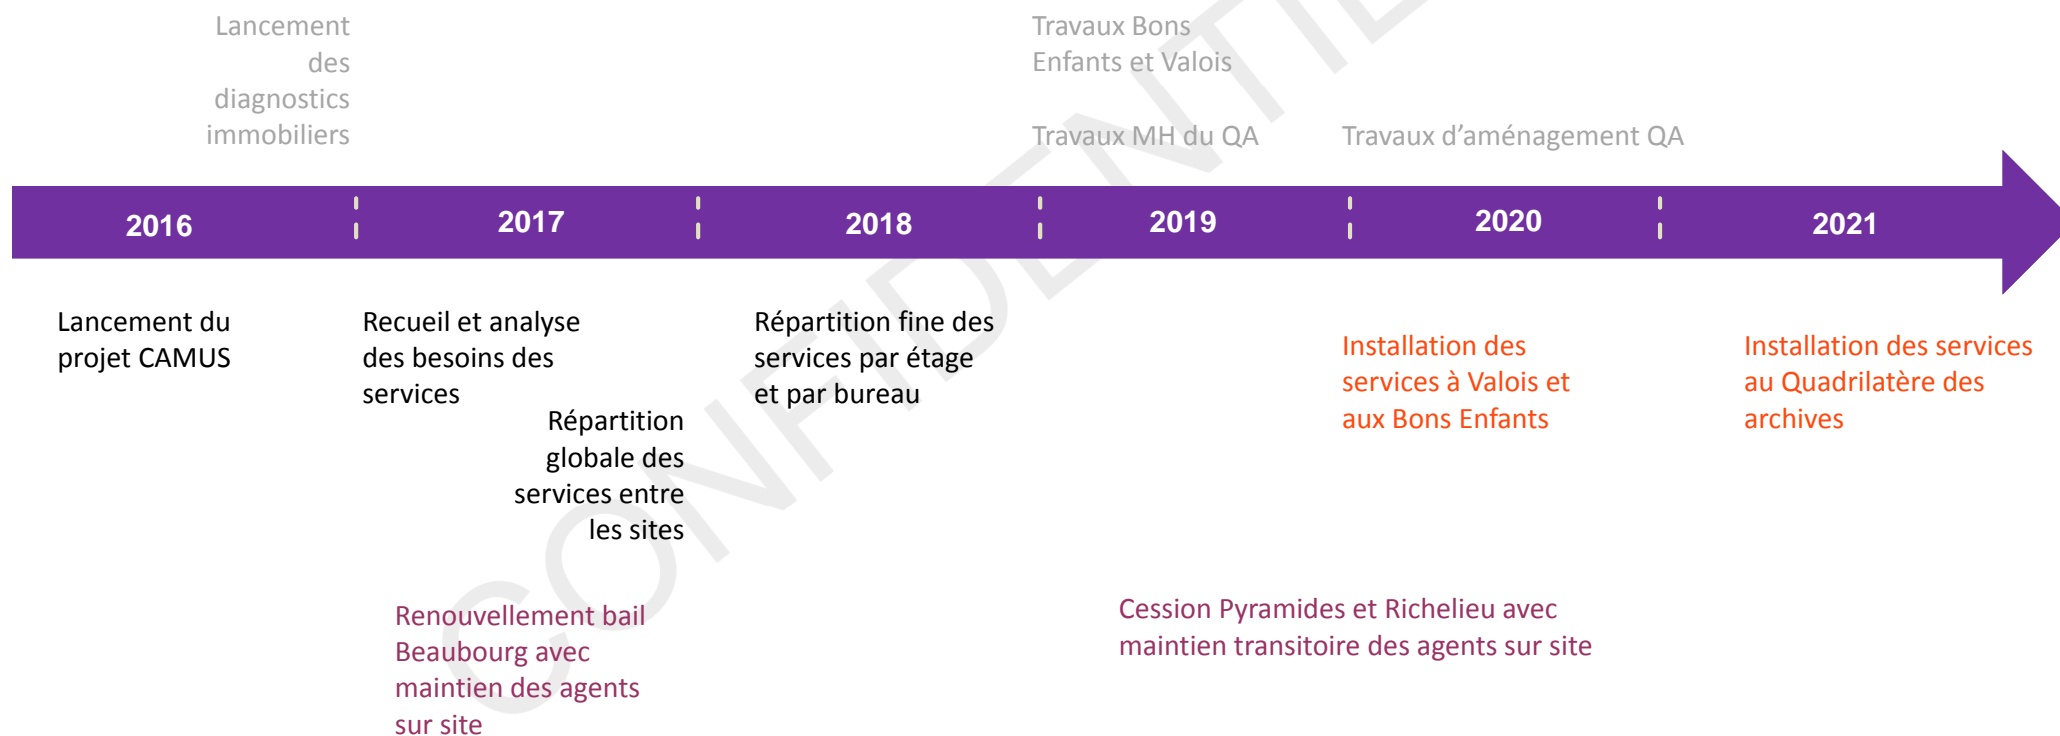 Lancement
des
diagnostics
immobiliers
Travaux Bons
Enfants et Valois
Travaux MH du QA
Travaux d’aménagement QA
2016
2017
2018
2019
2020
2021
Lancement du
projet CAMUS
Recueil et analyse
des besoins des
services
Répartition
globale des
services entre
les sites
Répartition fine des
services par étage
et par bureau
Installation des
services à Valois et
aux Bons Enfants
Installation des services
au Quadrilatère des
archives
Renouvellement bail
Beaubourg avec
maintien des agents
sur site
Cession Pyramides et Richelieu avec
maintien transitoire des agents sur site
CONFIDENTIE